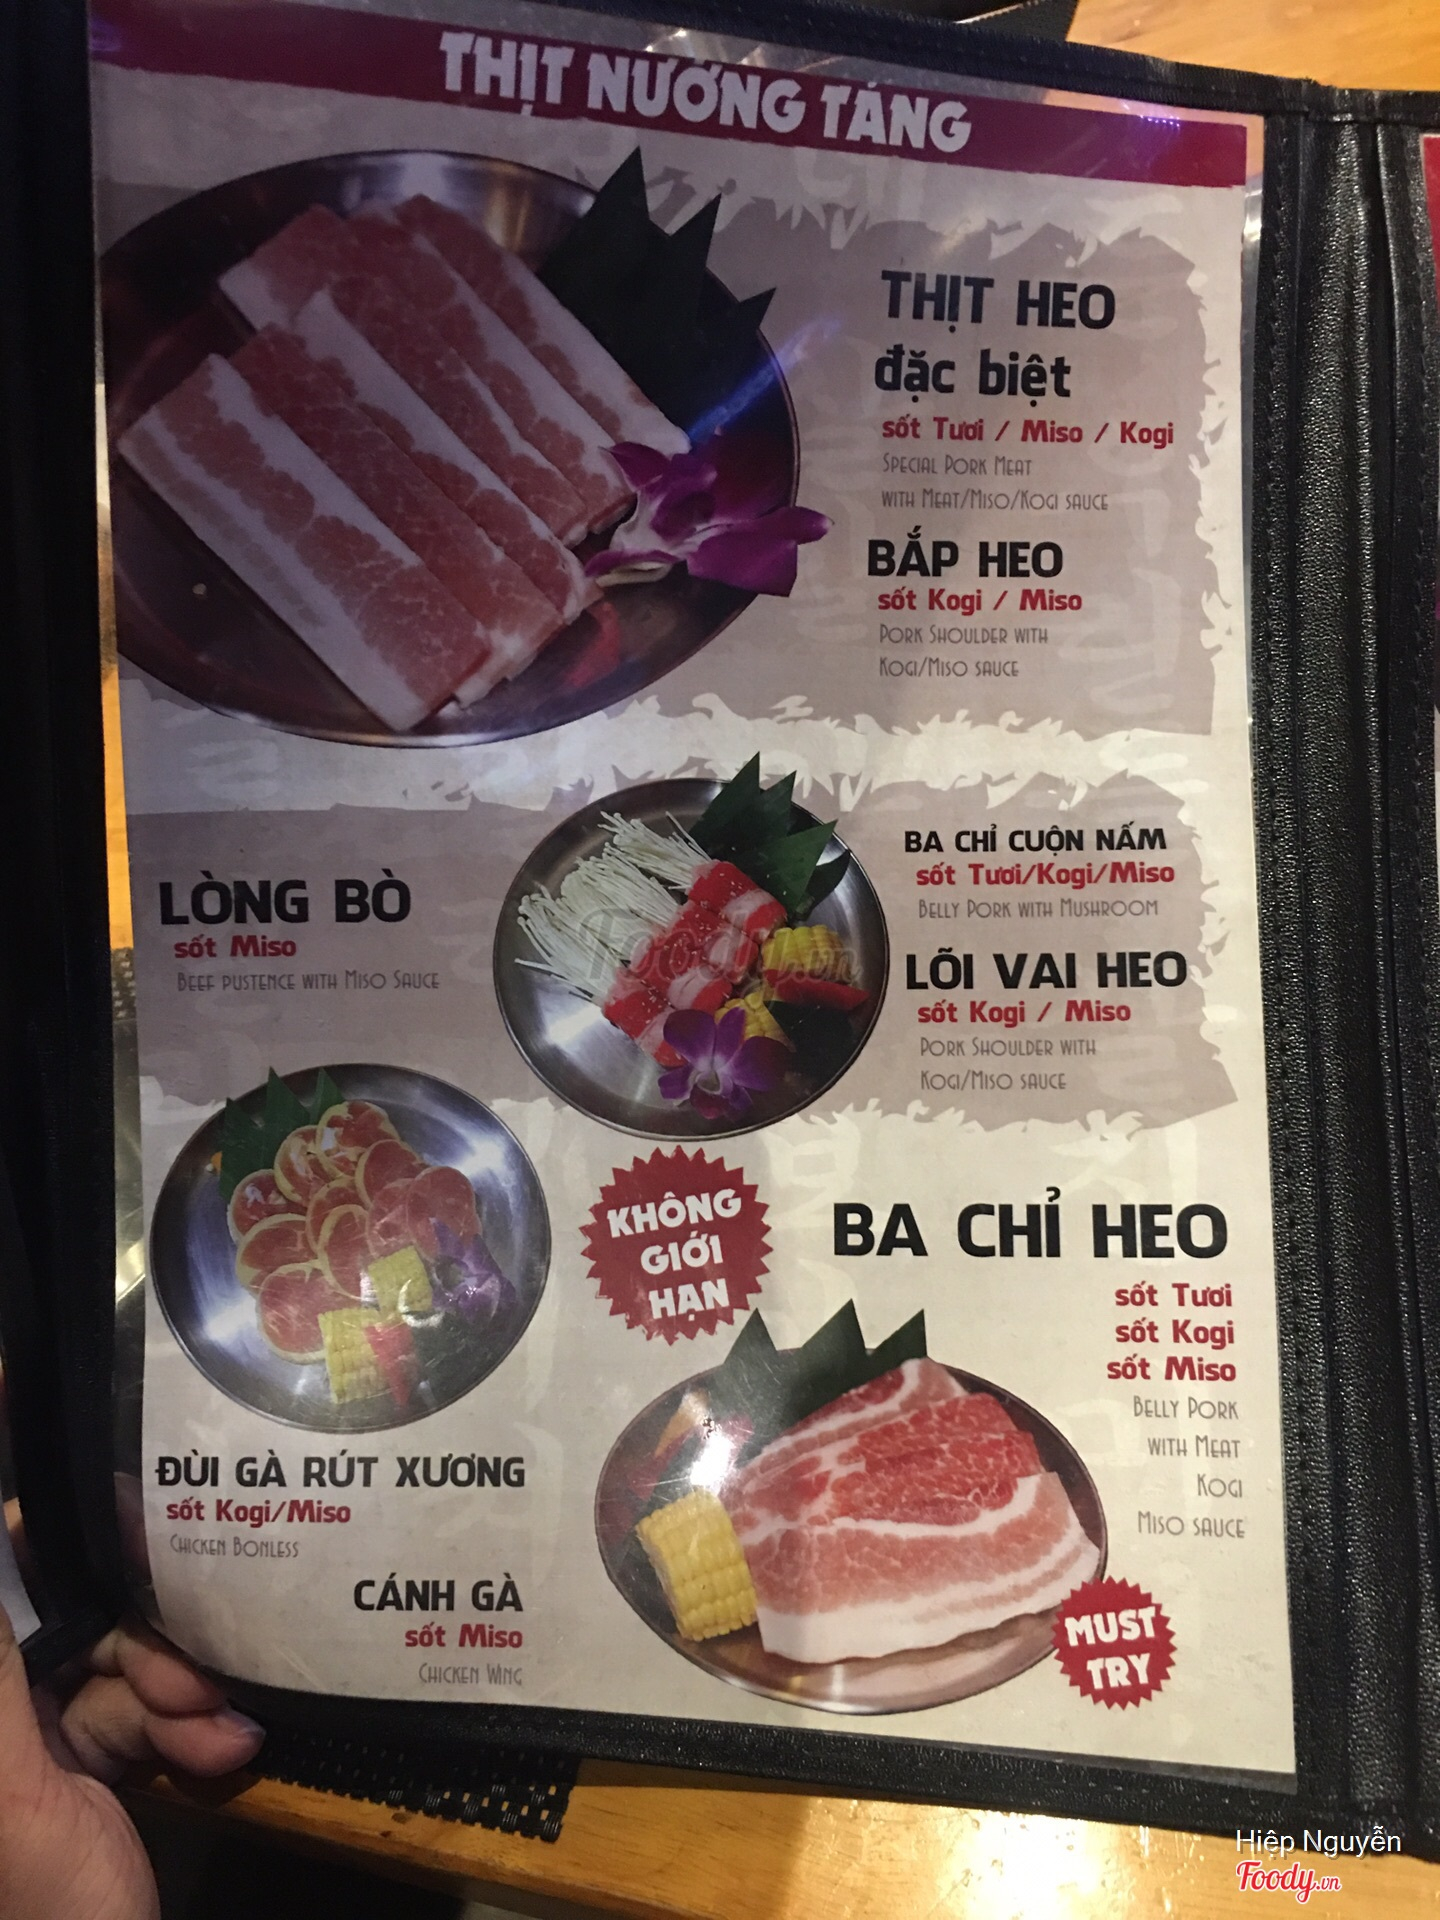 THỊT NƯỚNG TẢNG
THỊT HEO
đặc biệt
sốt Tươi / Miso / Kogi
SPECIAL PORK MEAT
WITH MEAT/MISO/KOGI SAUCE
BẮP HEO
sốt Kogi / Miso
PORK SHOULDER WITH
KOGI/MISO SAUCE
LÒNG BÒ
sốt Miso
BEEF PUSTENCE WITH MISO SAUCE
BA CHỈ CUỘN NẤM
sốt Tươi/Kogi/Miso
BELLY PORK WITH MUSHROOM
LÕI VAI HEO
sốt Kogi / Miso
PORK SHOULDER WITH
KOGI/MISO SAUCE
Foody.vn
KHÔNG
GIỚI
HẠN
BA CHỈ HEO
sốt Tươi
sốt Kogi
sốt Miso
BELLY PORK
WITH MEAT
KOGI
MISO SAUCE
ĐÙI GÀ RÚT XƯƠNG
sốt Kogi/Miso
CHICKEN BONLESS
CÁNH GÀ
sốt Miso
CHICKEN WING
MUST
TRY
Hiệp Nguyễn
Foody.vn